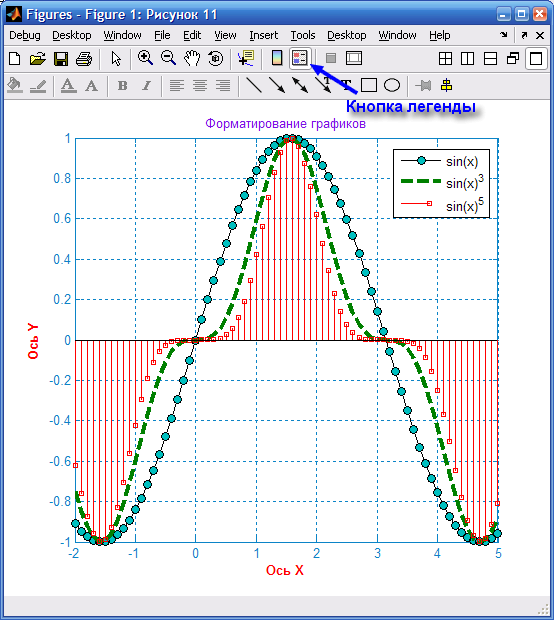 Figures - Figure 1: Рисунок 11
Debug Desktop Window File Edit View Insert Tools Desktop Window Help
Кнопка легенды
Форматирование графиков
sin(x)
sin(x)³
sin(x)⁵
1
0.8
0.6
0.4
0.2
0
-0.2
-0.4
-0.6
-0.8
-1
Ось Y
-2 -1 0 1 2 3 4 5
Ось X